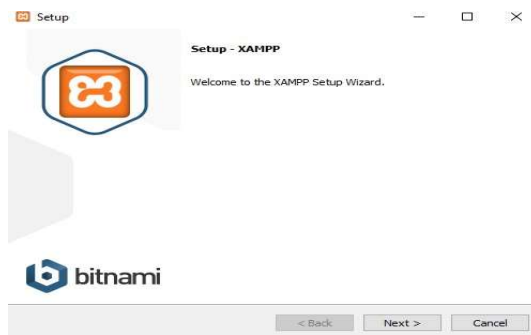 Setup
Setup - XAMPP
Welcome to the XAMPP Setup Wizard.
bitnami
< Back
Next >
Cancel